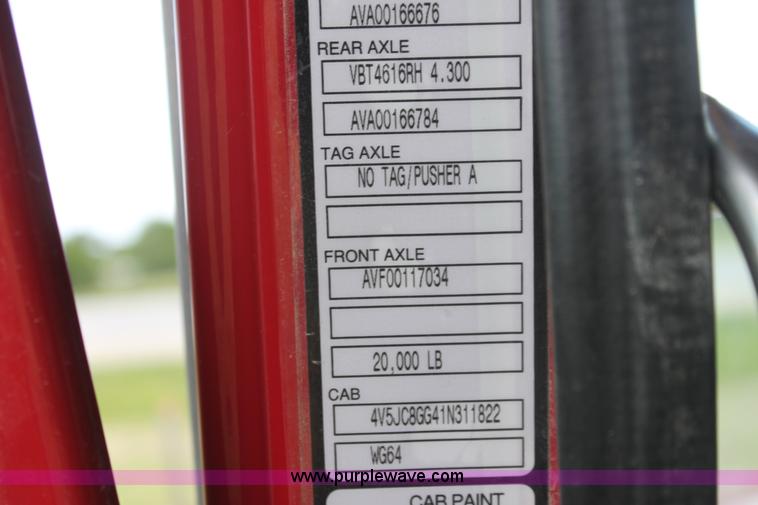 AVA00166676
REAR AXLE
VBT4616RH 4.300
AVA00166784
TAG AXLE
NO TAG/PUSHER A
FRONT AXLE
AVF00117034
20,000 LB
CAB
4V5JC8GG41N311822
WG64
www.purplewave.com
CAB PAINT